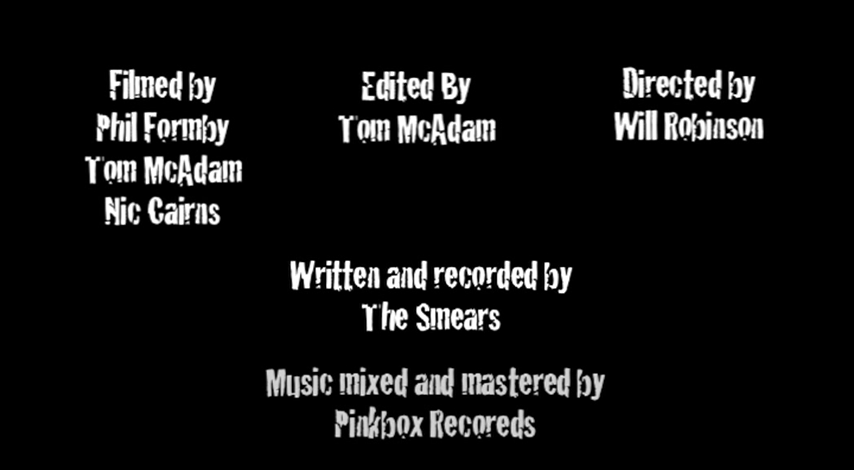 Filmed by
Phil Formby
Tom McAdam
Nic Cairns
Edited By
Tom McAdam
Directed by
Will Robinson
Written and recorded by
The Smears
Music mixed and mastered by
Pinkbox Recoreds